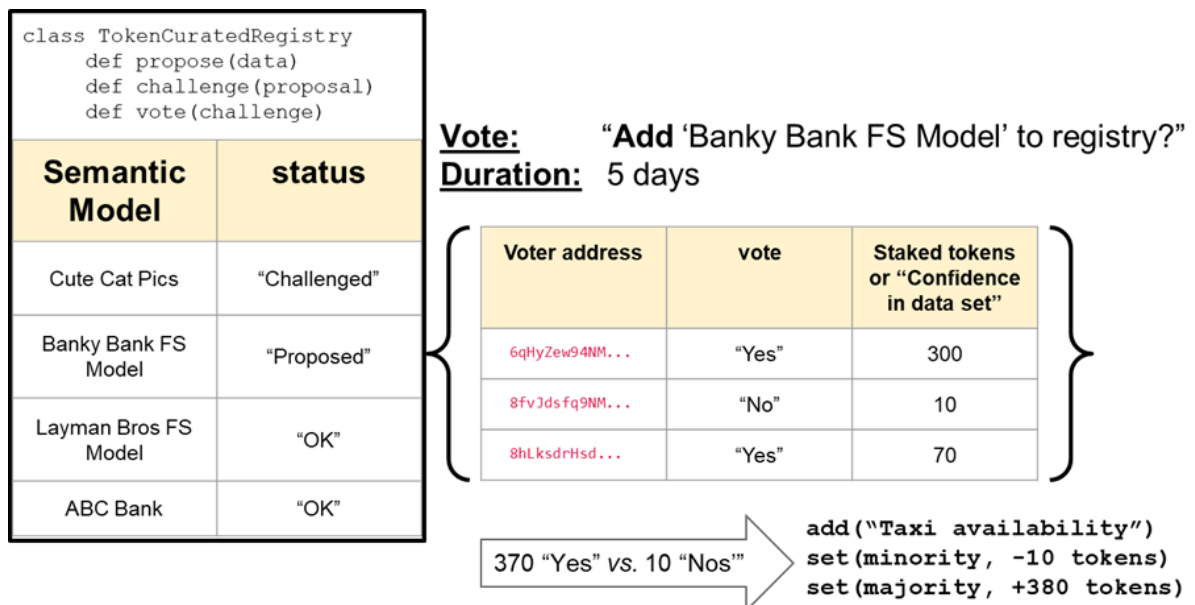 class TokenCuratedRegistry
def propose(data)
def challenge(proposal)
def vote(challenge)
Semantic Model
status
Cute Cat Pics
“Challenged”
Banky Bank FS Model
“Proposed”
Layman Bros FS Model
“OK”
ABC Bank
“OK”
Vote: “Add ‘Banky Bank FS Model’ to registry?”
Duration: 5 days
Voter address
vote
Staked tokens
or “Confidence
in data set”
6qHyZew94NM...
“Yes”
300
8fvJdsfq9NM...
“No”
10
8hLksdrHsd...
“Yes”
70
370 “Yes” vs. 10 “Nos’”
add(“Taxi availability”)
set(minority, -10 tokens)
set(majority, +380 tokens)